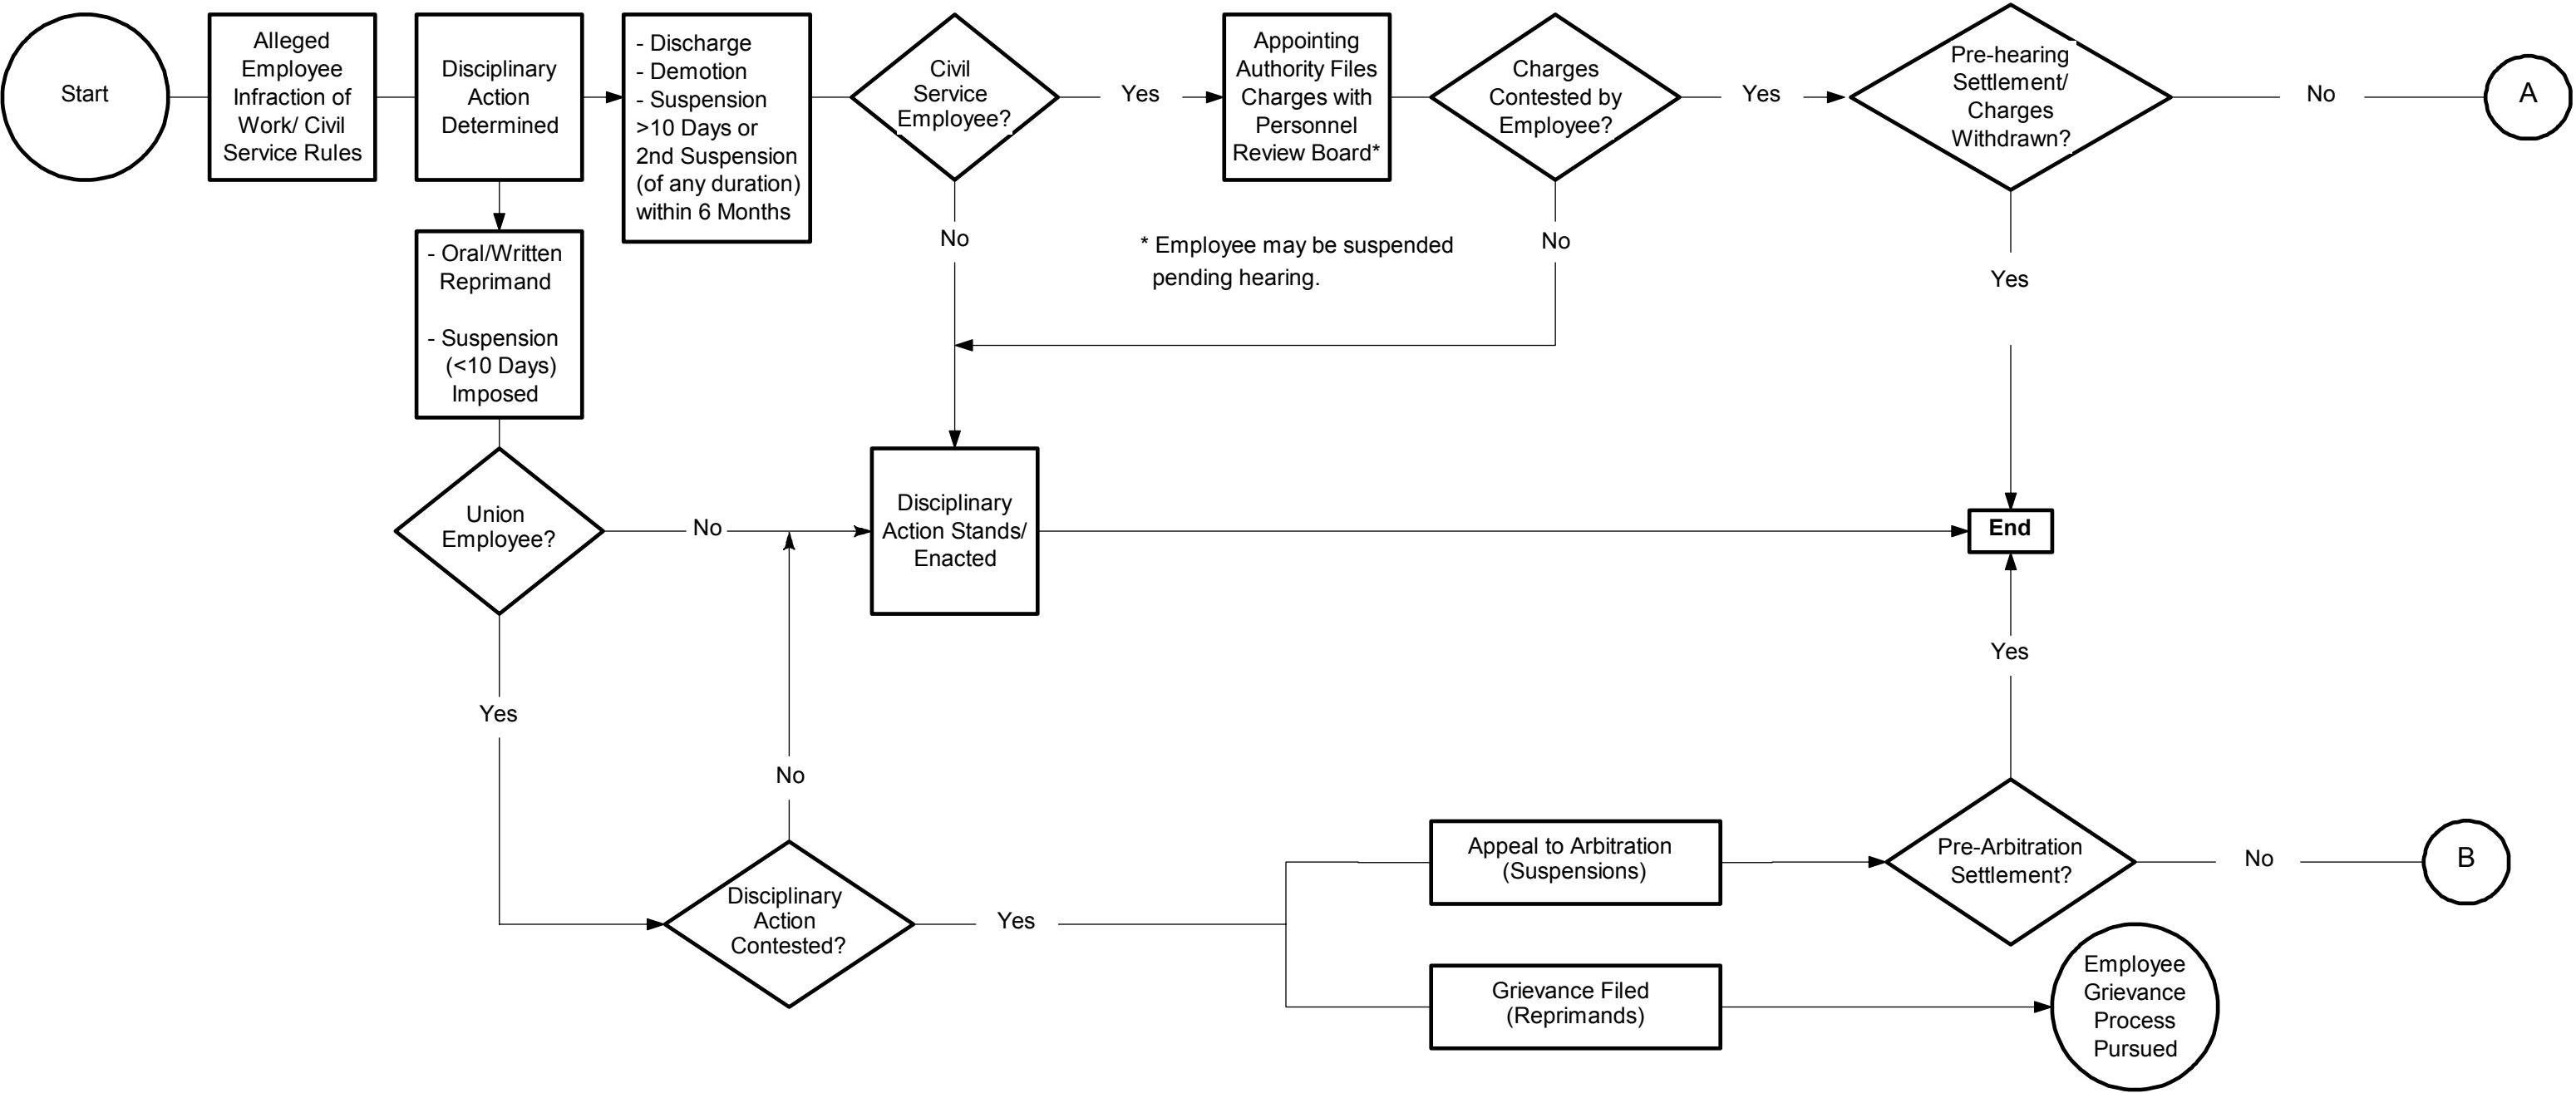 Start
Alleged
Employee
Infraction of
Work/ Civil
Service Rules
Disciplinary
Action
Determined
- Discharge
- Demotion
- Suspension
>10 Days or
2nd Suspension
(of any duration)
within 6 Months
Civil
Service
Employee?
Yes
Appointing
Authority Files
Charges with
Personnel
Review Board*
Charges
Contested by
Employee?
Yes
Pre-hearing
Settlement/
Charges
Withdrawn?
No
A
- Oral/Written
Reprimand
- Suspension
(<10 Days)
Imposed
No
* Employee may be suspended
pending hearing.
No
Yes
Union
Employee?
No
Disciplinary
Action Stands/
Enacted
End
Yes
Yes
No
Disciplinary
Action
Contested?
Yes
Appeal to Arbitration
(Suspensions)
Pre-Arbitration
Settlement?
No
B
Grievance Filed
(Reprimands)
Employee
Grievance
Process
Pursued